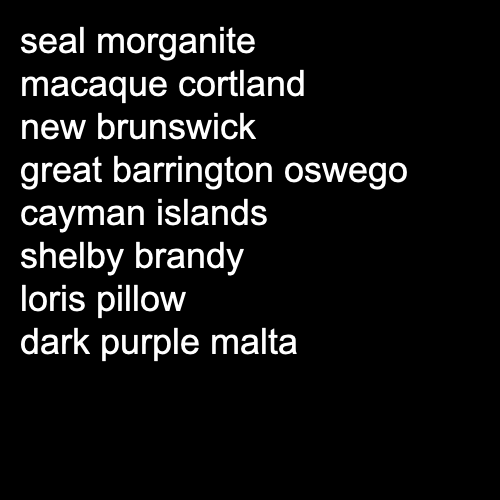 seal morganite
macaque cortland
new brunswick
great barrington oswego
cayman islands
shelby brandy
loris pillow
dark purple malta